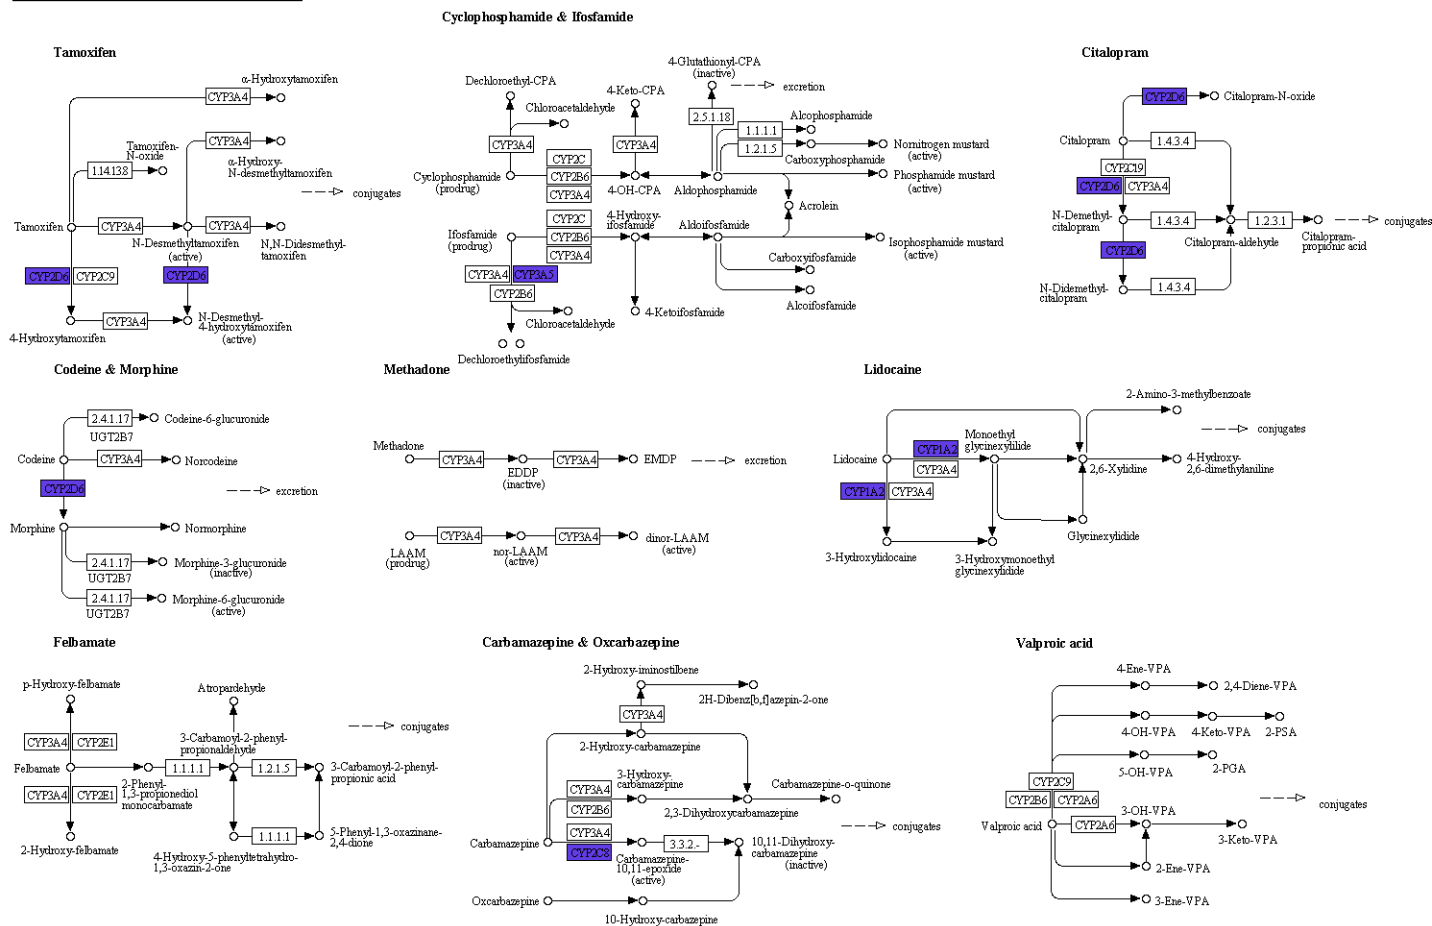 Cyclophosphamide & Ifosfamide
Tamoxifen
α-Hydroxytamoxifen
CYP3A4
Tamoxifen-
N-oxide
1.14.13.8
CYP3A4
α-Hydroxy-
N-desmethyltamoxifen
conjugates
Tamoxifen
CYP3A4
CYP3A4
N-Desmethyltamoxifen
(active)
N,N-Didesmethyl-
tamoxifen
CYP2D6
CYP2C9
CYP2D6
CYP3A4
4-Hydroxytamoxifen
N-Desmethyl-
4-hydroxytamoxifen
(active)
Dechloroethyl-CPA
Chloroacetaldehyde
4-Keto-CPA
4-Glutathionyl-CPA
(inactive)
excretion
2.5.1.18
CYP3A4
CYP3A4
1.1.1.1
Alcophosphamide
1.2.1.5
Carboxyphosphamide
Nornitrogen mustard
(active)
CYP2C
CYP2B6
CYP3A4
Cyclophosphamide
(prodrug)
4-OH-CPA
Aldophosphamide
Phosphamide mustard
(active)
Acrolein
CYP2C
CYP2B6
CYP3A4
Ifosfamide
(prodrug)
4-Hydroxy-
ifosfamide
Aldoifosfamide
Isophosphamide mustard
(active)
CYP3A4
CYP3A5
CYP2B6
Carboxyifosfamide
Alcoifosfamide
4-Ketoifosfamide
Chloroacetaldehyde
Dechloroethylifosfamide
Citalopram
CYP2D6
Citalopram-N-oxide
Citalopram
1.4.3.4
CYP2C19
CYP2D6
CYP3A4
N-Demethyl-
citalopram
1.4.3.4
1.2.3.1
conjugates
Citalopram-aldehyde
Citalopram-
propionic acid
CYP2D6
N-Didemethyl-
citalopram
1.4.3.4
Codeine & Morphine
2.4.1.17
UGT2B7
Codeine-6-glucuronide
Codeine
CYP3A4
Norcodeine
CYP2D6
excretion
Morphine
Normorphine
2.4.1.17
UGT2B7
Morphine-3-glucuronide
(inactive)
2.4.1.17
UGT2B7
Morphine-6-glucuronide
(active)
Methadone
Methadone
CYP3A4
EDDP
(inactive)
CYP3A4
EMDP
excretion
LAAM
(prodrug)
CYP3A4
nor-LAAM
(active)
CYP3A4
dinor-LAAM
(active)
Lidocaine
2-Amino-3-methylbenzoate
conjugates
Monoethyl
glycinexylilide
CYP1A2
CYP3A4
Lidocaine
2,6-Xylidine
4-Hydroxy-
2,6-dimethylaniline
CYP1A2
CYP3A4
Glycinexylidide
3-Hydroxylidocaine
3-Hydroxymonoethyl
glycinexylidide
Felbamate
p-Hydroxy-felbamate
Atropardehyde
conjugates
CYP3A4
CYP2E1
3-Carbamoyl-2-phenyl-
propionaldehyde
Felbamate
1.1.1.1
1.2.1.5
3-Carbamoyl-2-phenyl-
propionic acid
CYP3A4
CYP2E1
2-Phenyl-
1,3-propionediol
monocarbamate
1.1.1.1
5-Phenyl-1,3-oxazinane-
2,4-dione
2-Hydroxy-felbamate
4-Hydroxy-5-phenyltetrahydro-
1,3-oxazin-2-one
Carbamazepine & Oxcarbazepine
2-Hydroxy-iminostilbene
2H-Dibenz[b,f]azepin-2-one
CYP3A4
2-Hydroxy-carbamazepine
CYP3A4
CYP2B6
3-Hydroxy-
carbamazepine
2,3-Dihydroxycarbamazepine
Carbamazepine-o-quinone
conjugates
Carbamazepine
CYP3A4
CYP2C8
Carbamazepine-
10,11-epoxide
(active)
3.3.2.-
10,11-Dihydroxy-
carbamazepine
(inactive)
Oxcarbazepine
10-Hydroxy-carbazepine
Valproic acid
4-Ene-VPA
2,4-Diene-VPA
4-OH-VPA
4-Keto-VPA
2-PSA
5-OH-VPA
2-PGA
CYP2C9
CYP2B6
CYP2A6
conjugates
Valproic acid
CYP2A6
3-OH-VPA
3-Keto-VPA
2-Ene-VPA
3-Ene-VPA